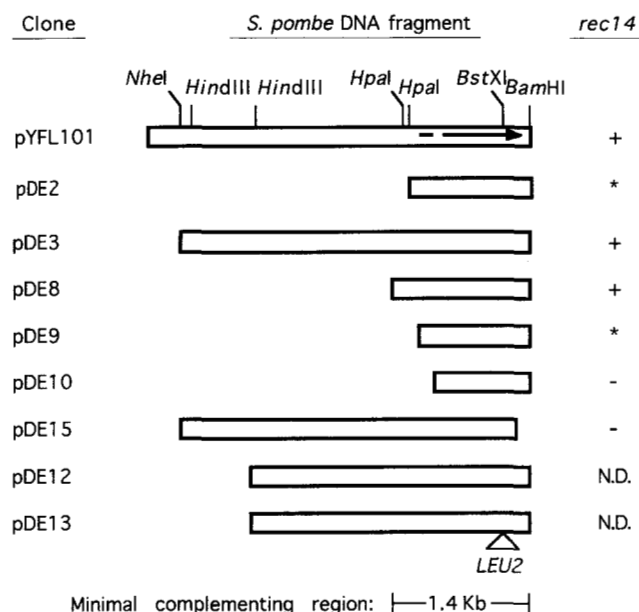 Clone S. pombe DNA fragment rec14
NheI HindIII HindIII HpaI HpaI BstXI BamHI
pYFL101 +
pDE2 *
pDE3 +
pDE8 +
pDE9 *
pDE10 -
pDE15 -
pDE12 N.D.
pDE13 N.D.
LEU2
Minimal complementing region: 1.4 Kb